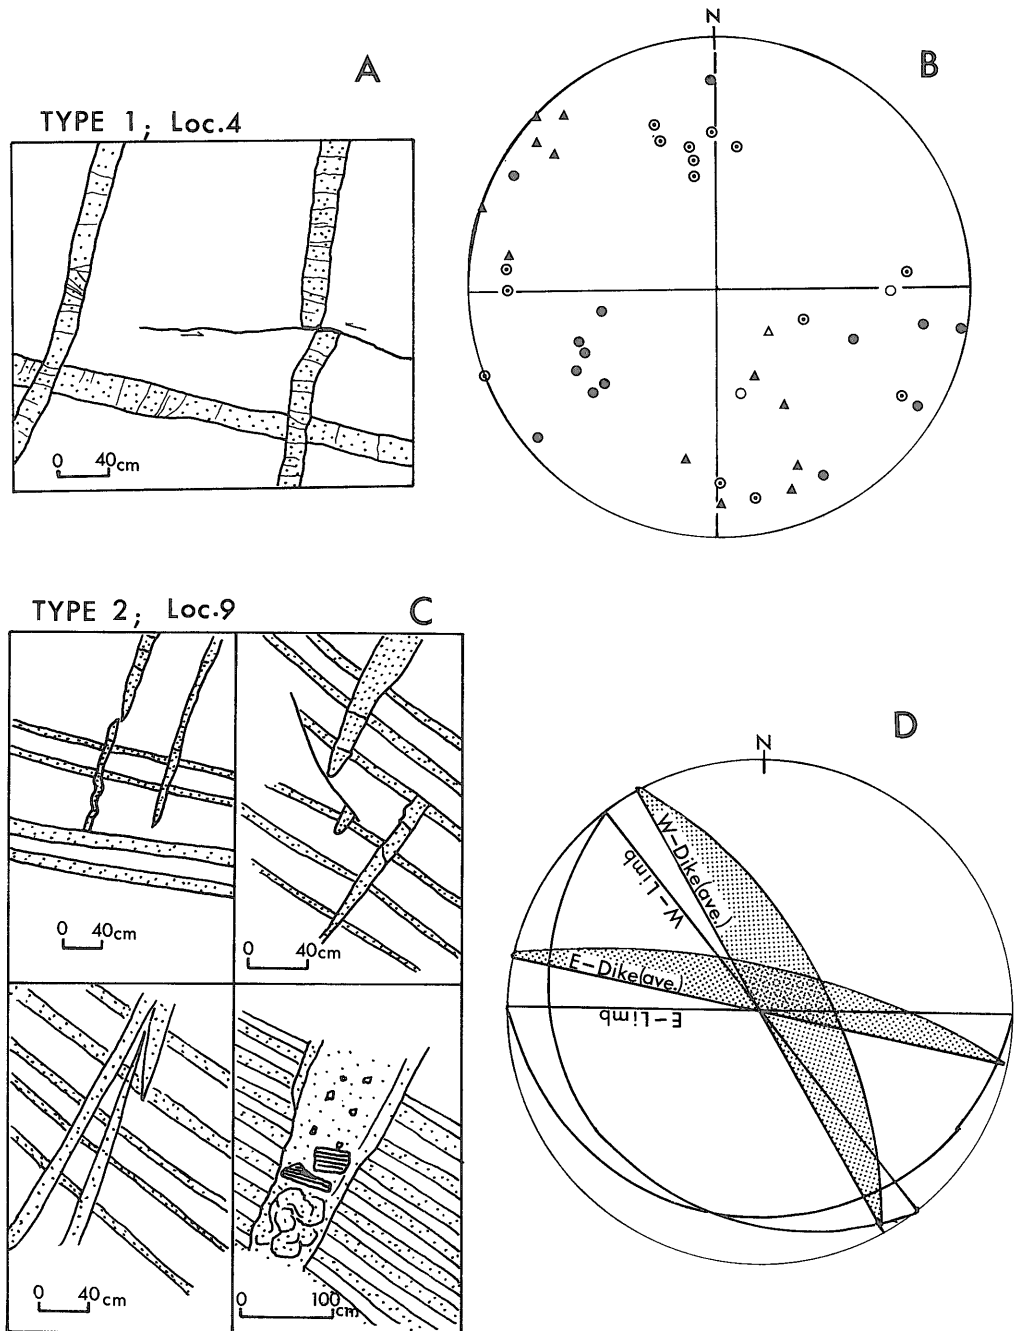 A
TYPE 1; Loc.4
0 40cm
N
B
TYPE 2; Loc.9
C
0 40cm
0 40cm
0 40cm
0 100cm
D
N
W-Dike(ave.)
W-Limb
E-Dike(ave.)
E-Limb